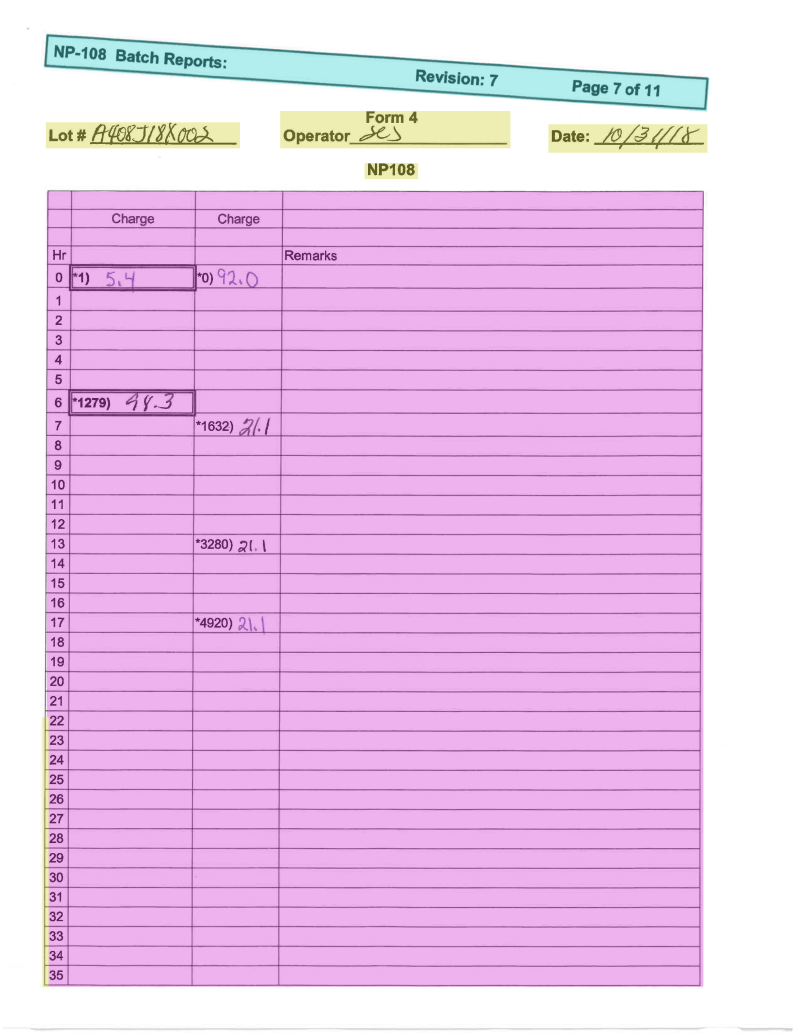 NP-108 Batch Reports: Revision: 7 Page 7 of 11
Form 4
Lot # A408J18X002 Operator Date: 10/31/18
NP108
Charge Charge
Hr Remarks
0 *1) 5.4 *0) 92.0
1
2
3
4
5
6 *1279) 98.3
7 *1632) 21.1
8
9
10
11
12
13 *3280) 21.1
14
15
16
17 *4920) 21.1
18
19
20
21
22
23
24
25
26
27
28
29
30
31
32
33
34
35